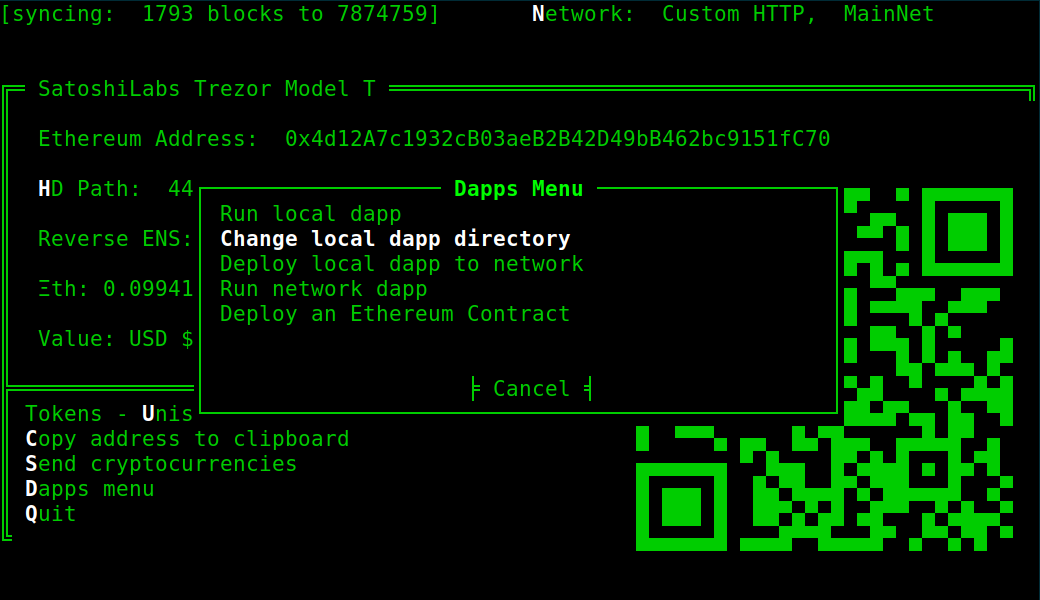 [syncing:  1793 blocks to 7874759]       Network:  Custom HTTP,  MainNet
SatoshiLabs Trezor Model T
Ethereum Address:  0x4d12A7c1932cB03aeB2B42D49bB462bc9151fC70
HD Path:  44
Dapps Menu
Run local dapp
Reverse ENS:
Change local dapp directory
Deploy local dapp to network
Ξth: 0.09941
Run network dapp
Deploy an Ethereum Contract
Value: USD $
Cancel
Tokens - Unis
Copy address to clipboard
Send cryptocurrencies
Dapps menu
Quit